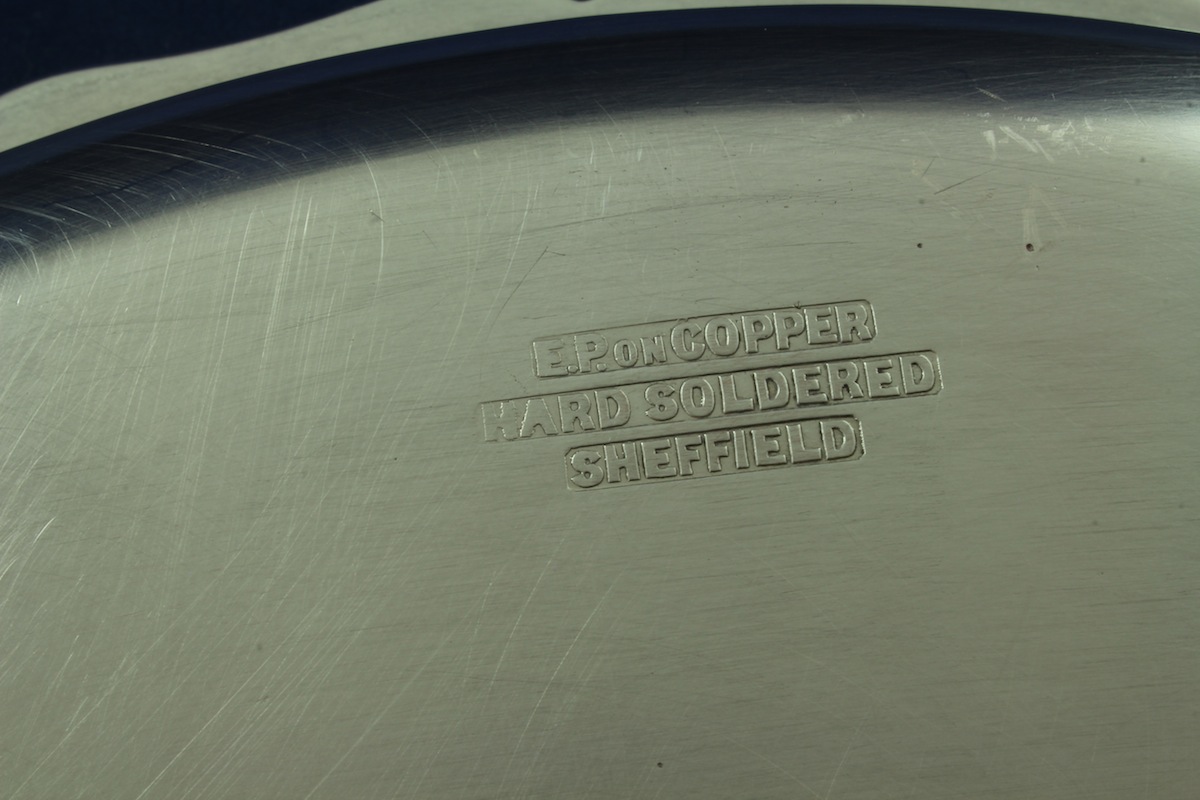 E.P. ON COPPER
HARD SOLDERED
SHEFFIELD